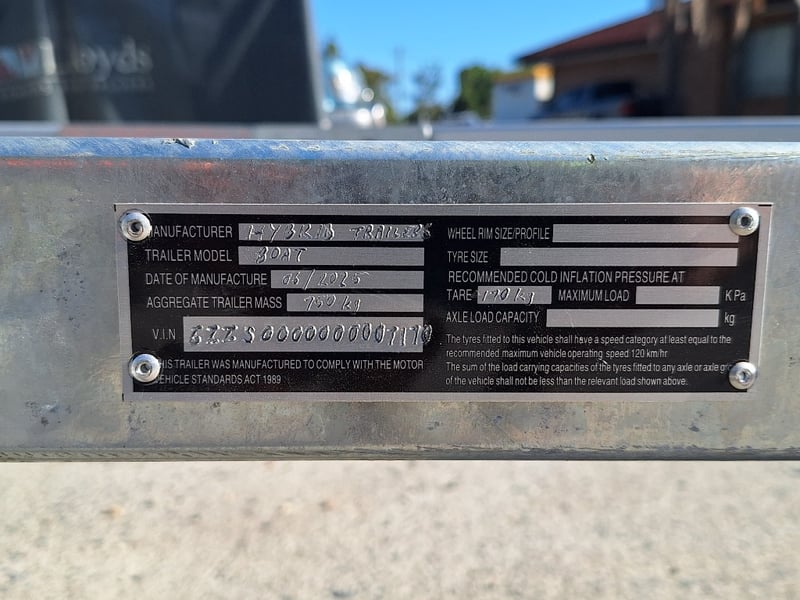 MANUFACTURER HYBRID TRAILERS
TRAILER MODEL BOAT
DATE OF MANUFACTURE 06/2025
AGGREGATE TRAILER MASS 750 kg
V.I.N
THIS TRAILER WAS MANUFACTURED TO COMPLY WITH THE MOTOR
VEHICLE STANDARDS ACT 1989
WHEEL RIM SIZE/PROFILE
TYRE SIZE
RECOMMENDED COLD INFLATION PRESSURE AT
TARE 190 kg MAXIMUM LOAD KPa
AXLE LOAD CAPACITY kg
The tyres fitted to this vehicle shall have a speed category at least equal to the
recommended maximum vehicle operating speed 120 km/hr
The sum of the load carrying capacities of the tyres fitted to any axle or axle
of the vehicle shall not be less than the relevant load shown above.